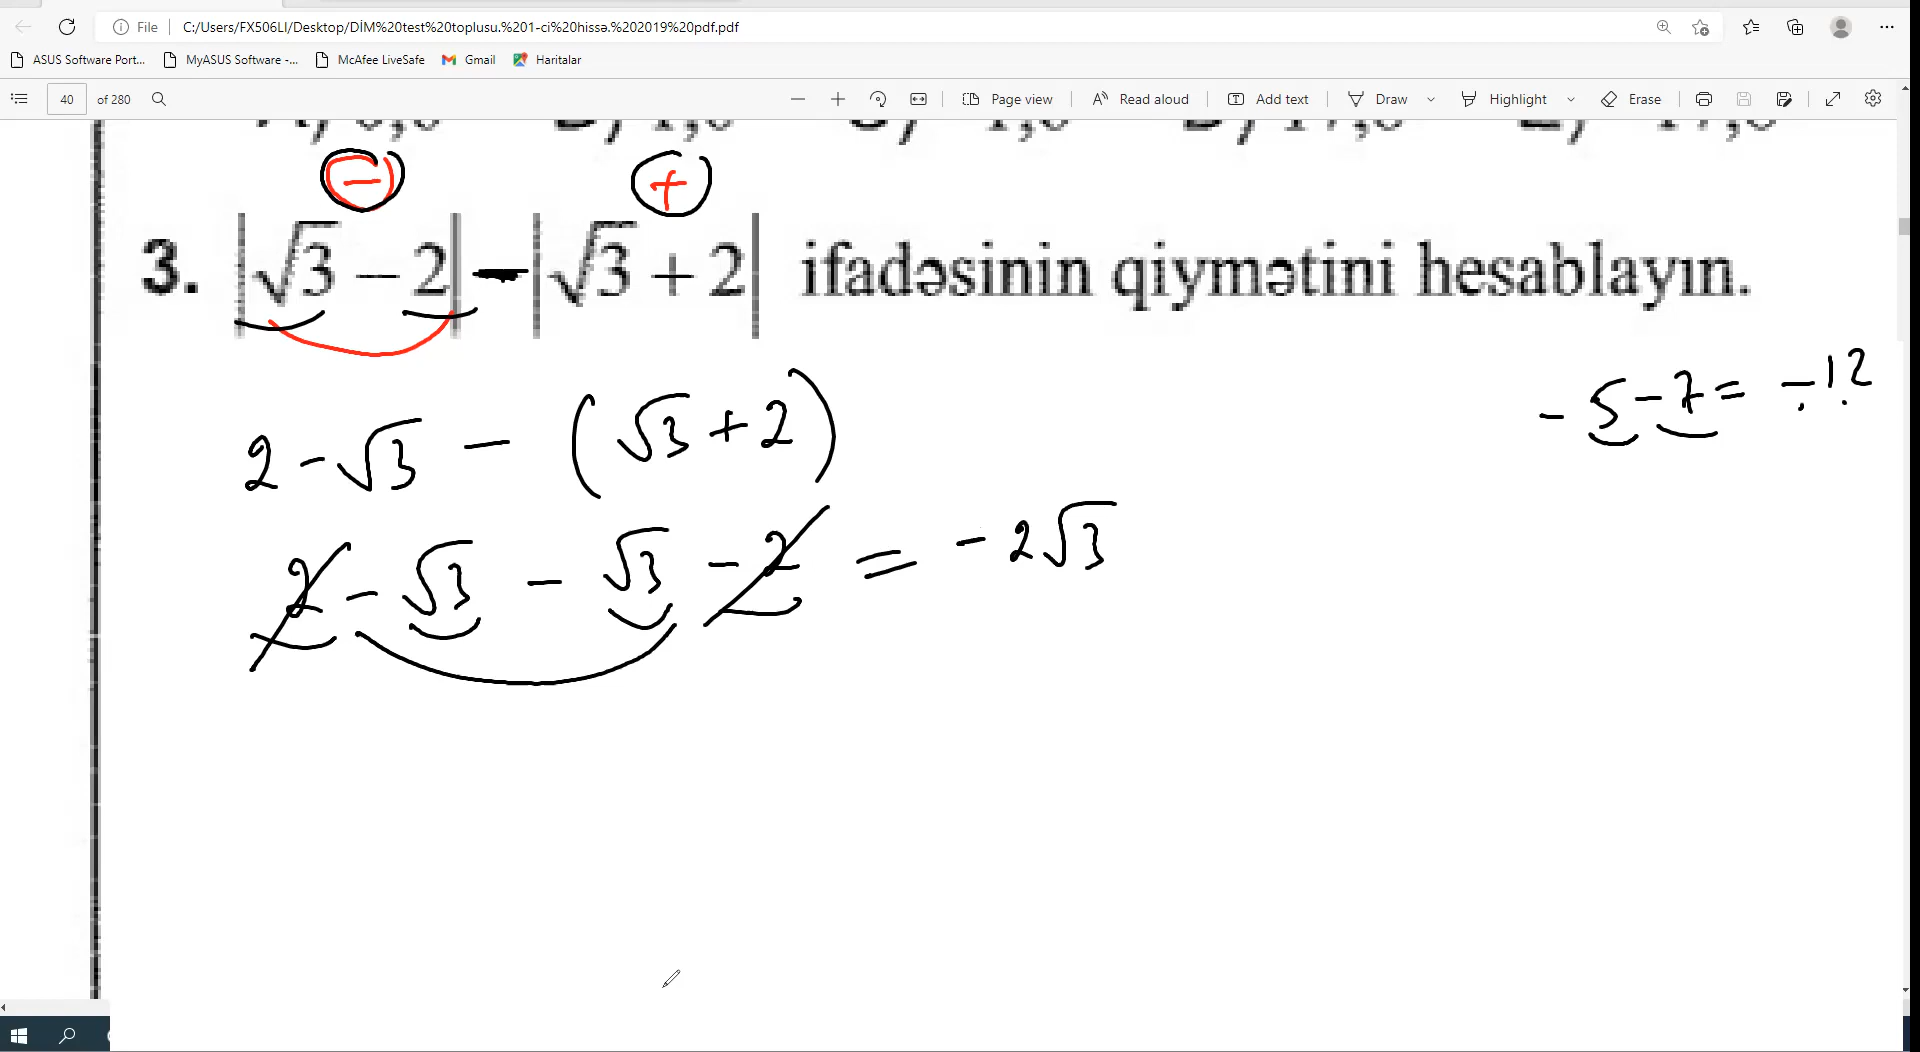 File C:/Users/FX506LI/Desktop/DİM%20test%20toplusu.%201-ci%20hissə.%202019%20pdf.pdf
ASUS Software Port... MyASUS Software -... McAfee LiveSafe Gmail Haritalar
40 of 280 Page view Read aloud Add text Draw Highlight Erase
− +
3. |√3 − 2| − |√3 + 2| ifadəsinin qiymətini hesablayın.
- 5 - 7 = - 12
2 - √3 - (√3 + 2)
2 - √3 - √3 - 2 = - 2√3